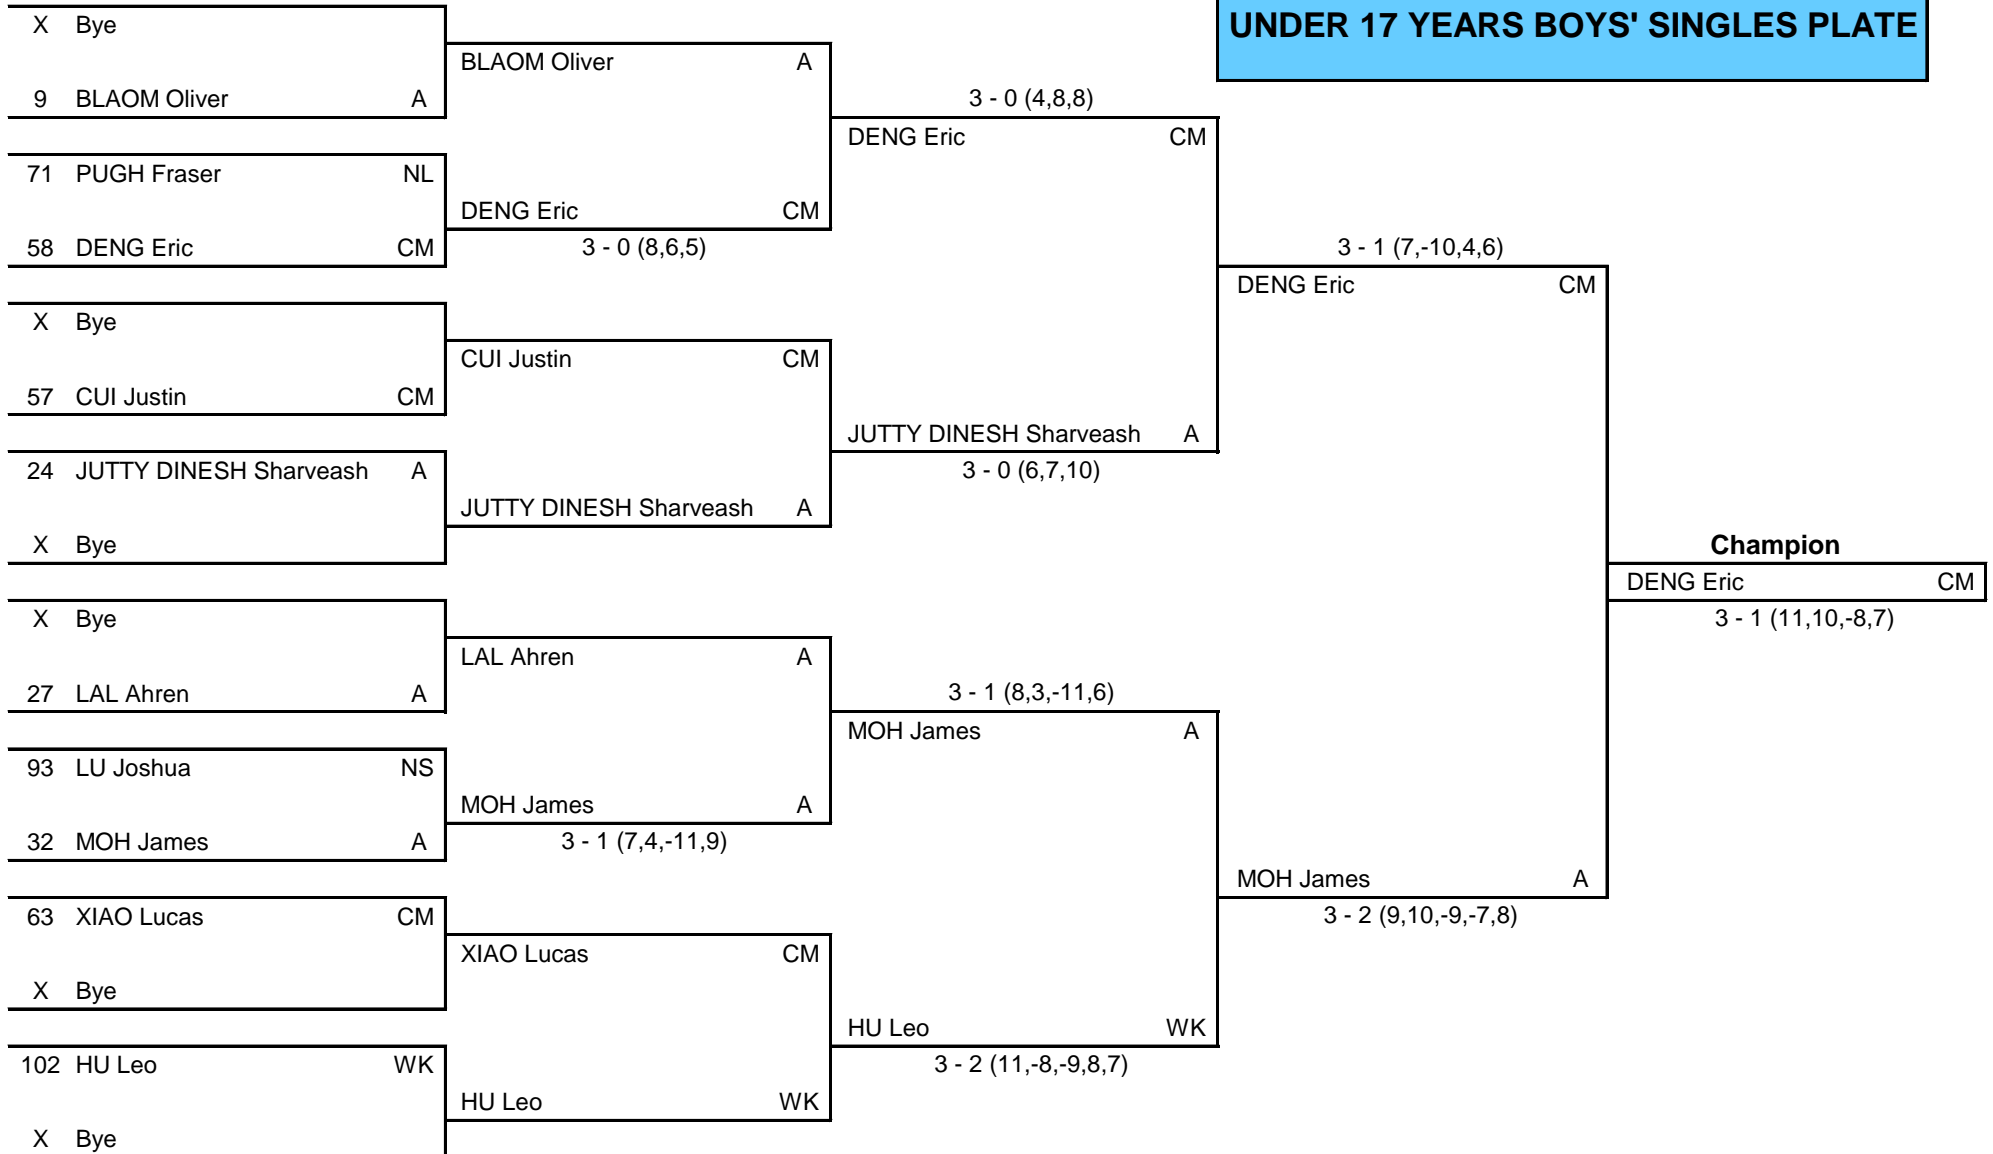 UNDER 17 YEARS BOYS' SINGLES PLATE
X Bye
9 BLAOM Oliver A
71 PUGH Fraser NL
58 DENG Eric CM
X Bye
57 CUI Justin CM
24 JUTTY DINESH Sharveash A
X Bye
X Bye
27 LAL Ahren A
93 LU Joshua NS
32 MOH James A
63 XIAO Lucas CM
X Bye
102 HU Leo WK
X Bye
BLAOM Oliver A
DENG Eric CM
3 - 0 (8,6,5)
CUI Justin CM
JUTTY DINESH Sharveash A
LAL Ahren A
MOH James A
3 - 1 (7,4,-11,9)
XIAO Lucas CM
HU Leo WK
3 - 0 (4,8,8)
DENG Eric CM
JUTTY DINESH Sharveash A
3 - 0 (6,7,10)
3 - 1 (8,3,-11,6)
MOH James A
HU Leo WK
3 - 2 (11,-8,-9,8,7)
3 - 1 (7,-10,4,6)
DENG Eric CM
MOH James A
3 - 2 (9,10,-9,-7,8)
Champion
DENG Eric CM
3 - 1 (11,10,-8,7)